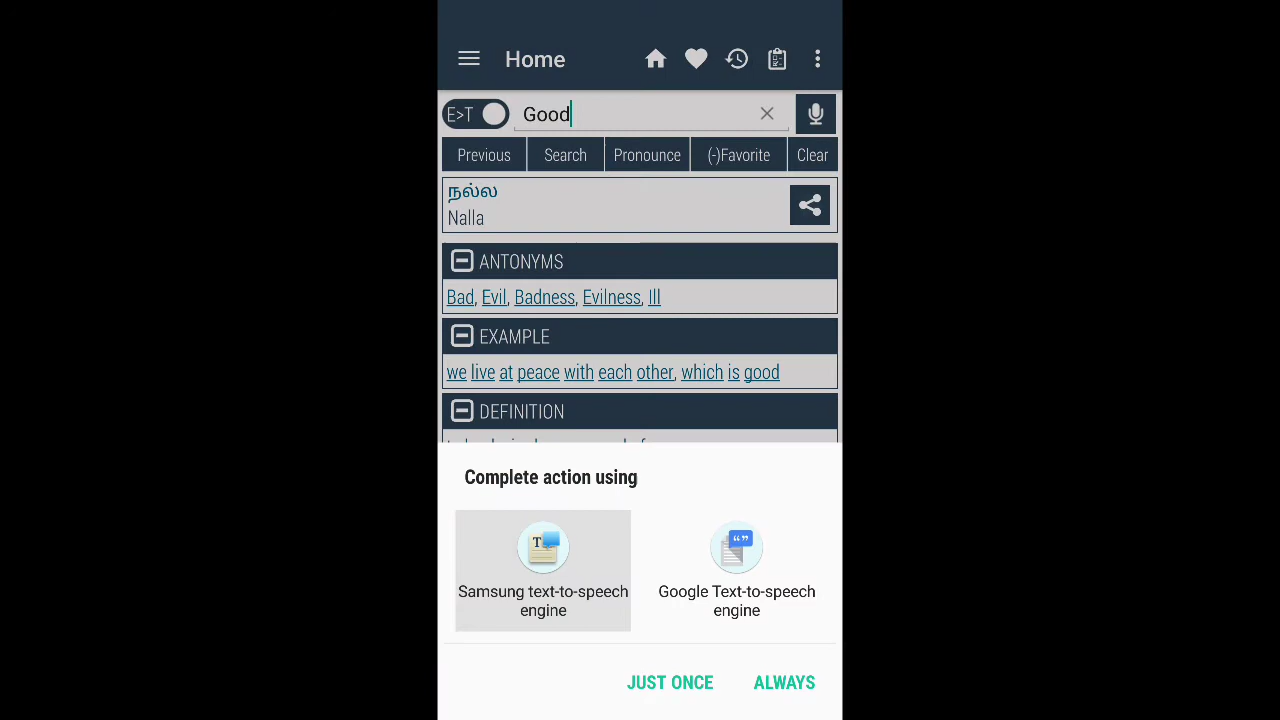 Home
E>T Good
Previous Search Pronounce (-)Favorite Clear
நல்ல
Nalla
ANTONYMS
Bad, Evil, Badness, Evilness, Ill
EXAMPLE
we live at peace with each other, which is good
DEFINITION
Complete action using
Samsung text-to-speech engine
Google Text-to-speech engine
JUST ONCE ALWAYS